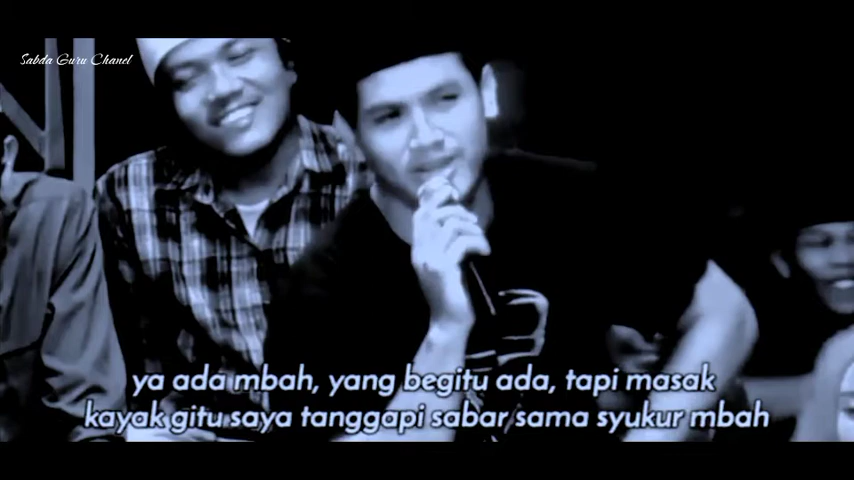 Sabda Guru Chanel
ya ada mbah, yang begitu ada, tapi masak
kayak gitu saya tanggapi sabar sama syukur mbah